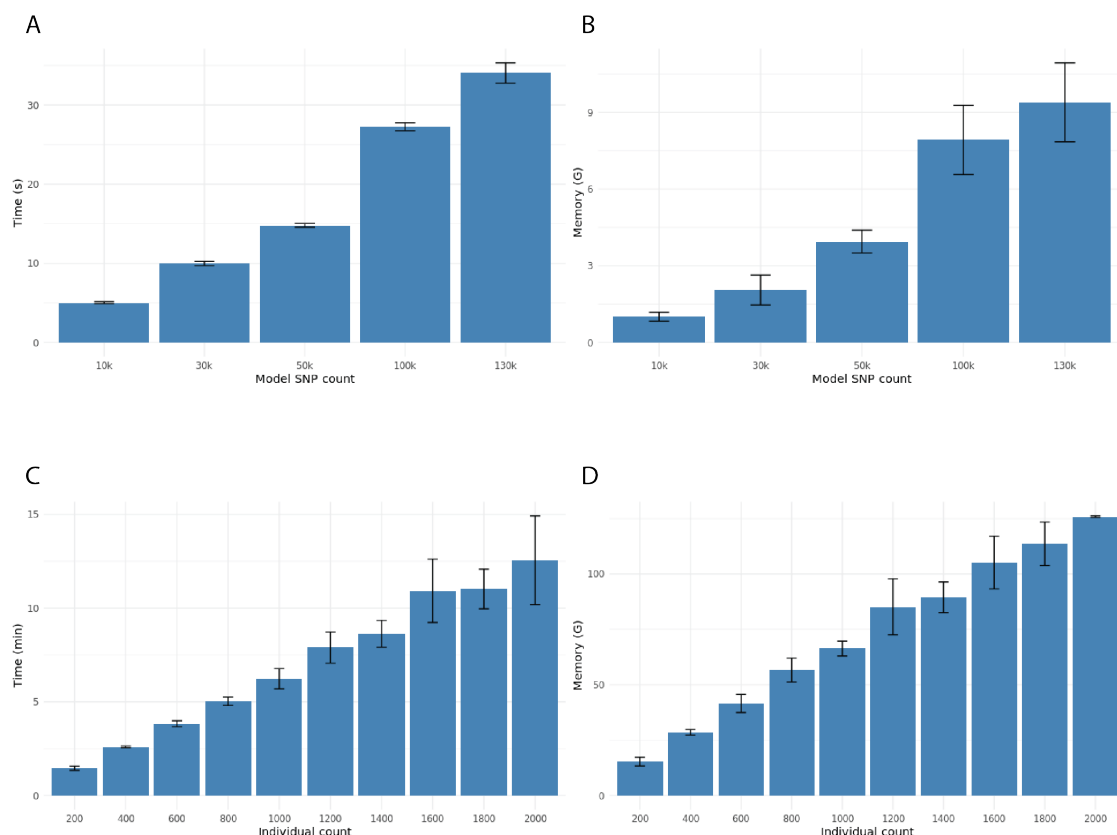 A
Time (s)
30
20
10
0
10k 30k 50k 100k 130k
Model SNP count
B
Memory (G)
9
6
3
0
10k 30k 50k 100k 130k
Model SNP count
C
Time (min)
15
10
5
0
200 400 600 800 1000 1200 1400 1600 1800 2000
Individual count
D
Memory (G)
100
50
0
200 400 600 800 1000 1200 1400 1600 1800 2000
Individual count